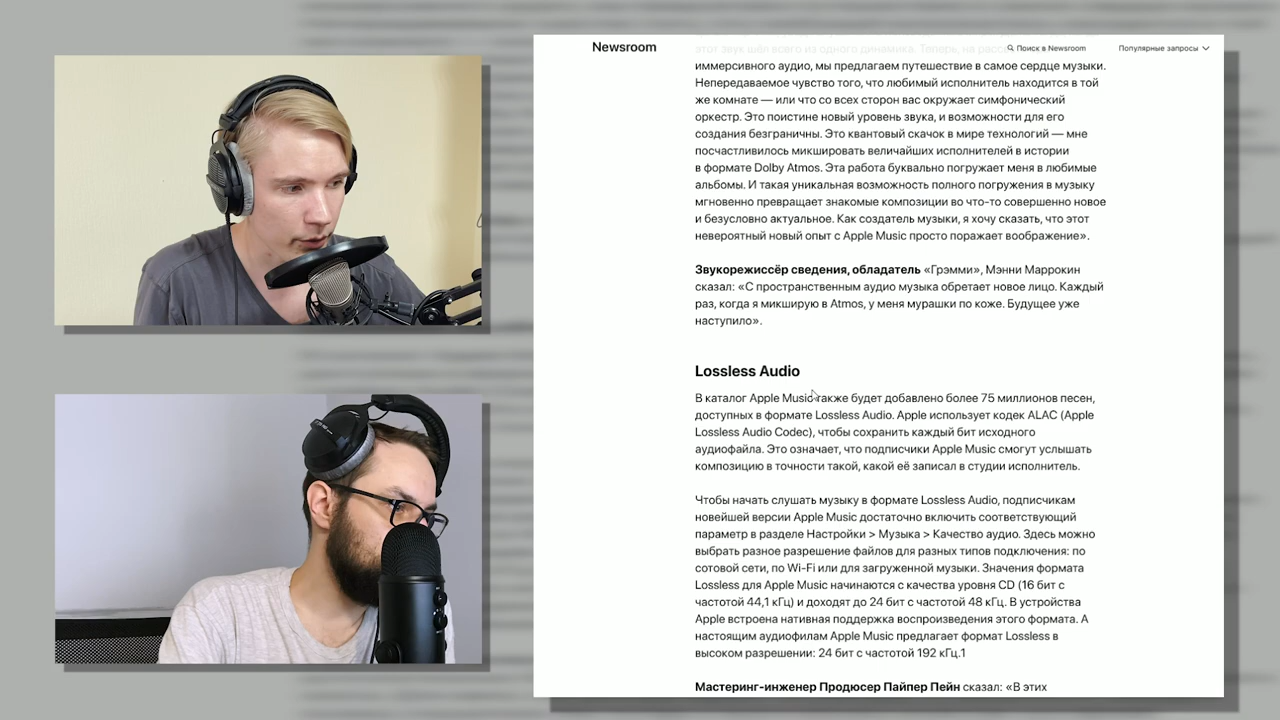 Newsroom
Поиск в Newsroom
Популярные запросы
иммерсивного аудио, мы предлагаем путешествие в самое сердце музыки.
Непередаваемое чувство того, что любимый исполнитель находится в той
же комнате — или что со всех сторон вас окружает симфонический
оркестр. Это поистине новый уровень звука, и возможности для его
создания безграничны. Это квантовый скачок в мире технологий — мне
посчастливилось микшировать величайших исполнителей в истории
в формате Dolby Atmos. Эта работа буквально погружает меня в любимые
альбомы. И такая уникальная возможность полного погружения в музыку
мгновенно превращает знакомые композиции во что-то совершенно новое
и безусловно актуальное. Как создатель музыки, я хочу сказать, что этот
невероятный новый опыт с Apple Music просто поражает воображение».
Звукорежиссёр сведения, обладатель «Грэмми», Мэнни Маррокин
сказал: «С пространственным аудио музыка обретает новое лицо. Каждый
раз, когда я микширую в Atmos, у меня мурашки по коже. Будущее уже
наступило».
Lossless Audio
В каталог Apple Music также будет добавлено более 75 миллионов песен,
доступных в формате Lossless Audio. Apple использует кодек ALAC (Apple
Lossless Audio Codec), чтобы сохранить каждый бит исходного
аудиофайла. Это означает, что подписчики Apple Music смогут услышать
композицию в точности такой, какой её записал в студии исполнитель.
Чтобы начать слушать музыку в формате Lossless Audio, подписчикам
новейшей версии Apple Music достаточно включить соответствующий
параметр в разделе Настройки > Музыка > Качество аудио. Здесь можно
выбрать разное разрешение файлов для разных типов подключения: по
сотовой сети, по Wi-Fi или для загруженной музыки. Значения формата
Lossless для Apple Music начинаются с качества уровня CD (16 бит с
частотой 44,1 кГц) и доходят до 24 бит с частотой 48 кГц. В устройства
Apple встроена нативная поддержка воспроизведения этого формата. А
настоящим аудиофилам Apple Music предлагает формат Lossless в
высоком разрешении: 24 бит с частотой 192 кГц.1
Мастеринг-инженер Продюсер Пайпер Пейн сказал: «В этих